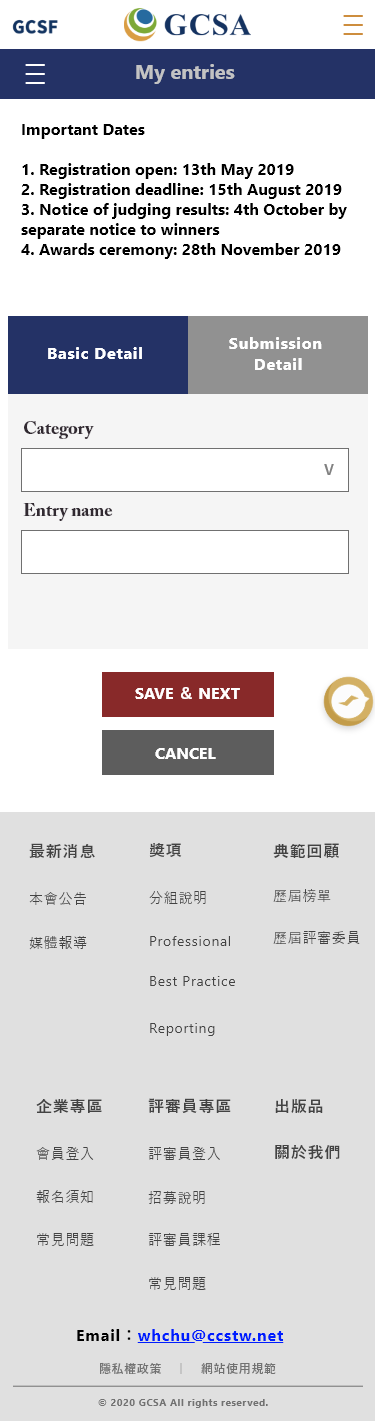 GCSF
GCSA
My entries
Important Dates
1. Registration open: 13th May 2019
2. Registration deadline: 15th August 2019
3. Notice of judging results: 4th October by
separate notice to winners
4. Awards ceremony: 28th November 2019
Basic Detail
Submission
Detail
Category
V
Entry name
SAVE & NEXT
CANCEL
最新消息
本會公告
媒體報導
獎項
分組說明
Professional
Best Practice
Reporting
典範回顧
歷屆榜單
歷屆評審委員
企業專區
會員登入
報名須知
常見問題
評審員專區
評審員登入
招募說明
評審員課程
常見問題
出版品
關於我們
Email：whchu@ccstw.net
隱私權政策 | 網站使用規範
© 2020 GCSA All rights reserved.